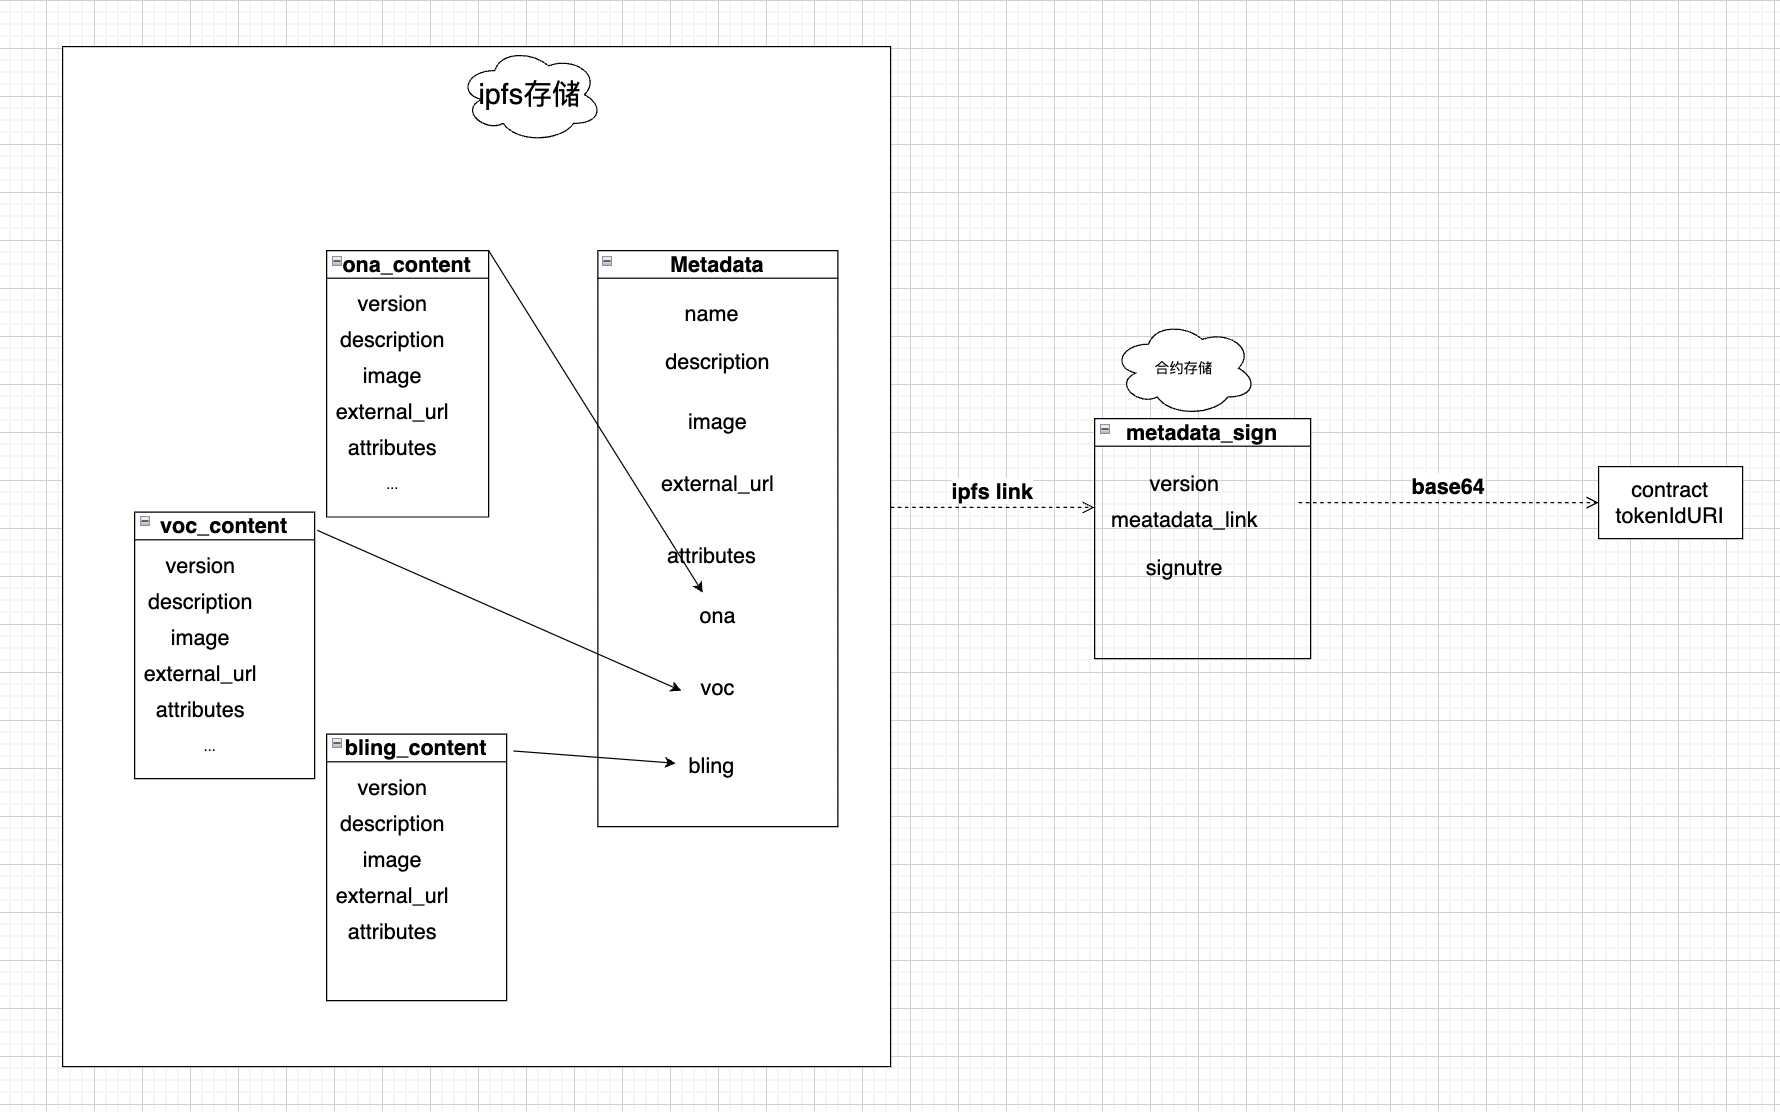 ipfs存储
ona_content
version
description
image
external_url
attributes
...
voc_content
version
description
image
external_url
attributes
...
bling_content
version
description
image
external_url
attributes
Metadata
name
description
image
external_url
attributes
ona
voc
bling
ipfs link
合约存储
metadata_sign
version
meatadata_link
signutre
base64
contract
tokenIdURI